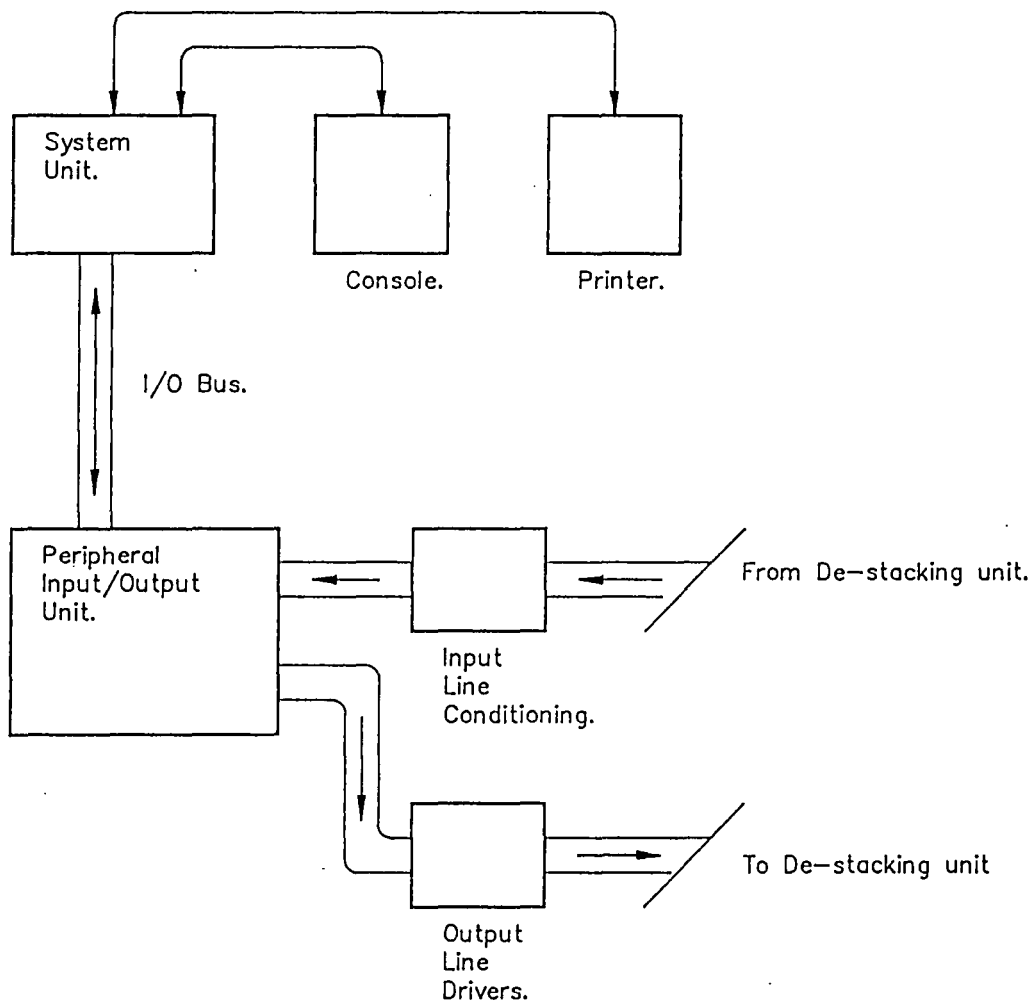 System
Unit.
Console.
Printer.
I/O Bus.
Peripheral
Input/Output
Unit.
From De-stacking unit.
Input
Line
Conditioning.
To De-stacking unit
Output
Line
Drivers.